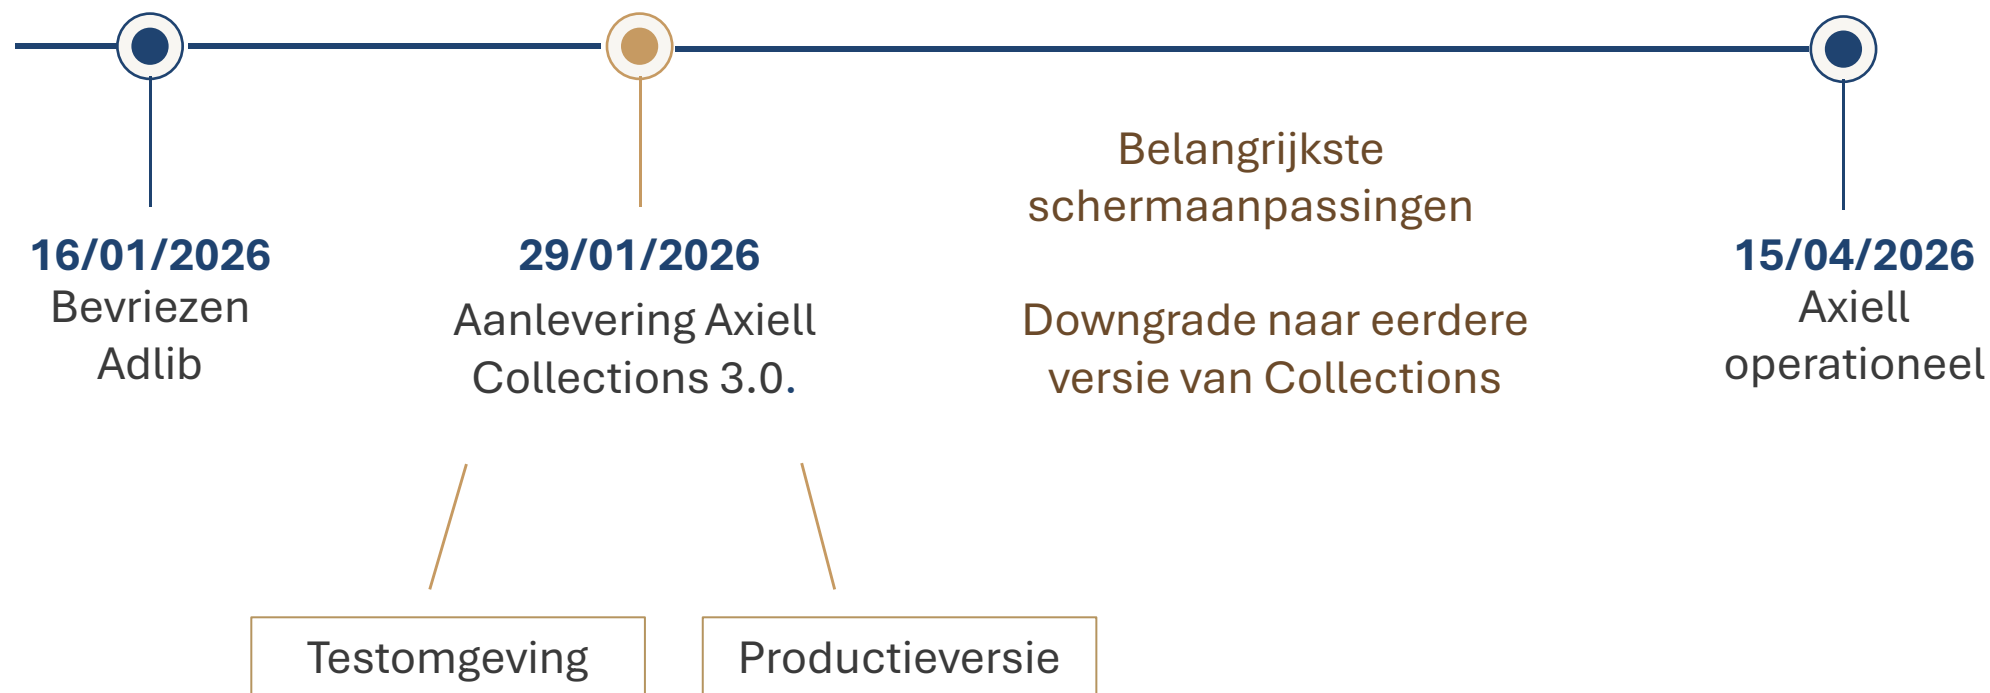 16/01/2026
Bevriezen
Adlib
29/01/2026
Aanlevering Axiell
Collections 3.0.
Belangrijkste
schermaanpassingen
Downgrade naar eerdere
versie van Collections
15/04/2026
Axiell
operationeel
Testomgeving
Productieversie